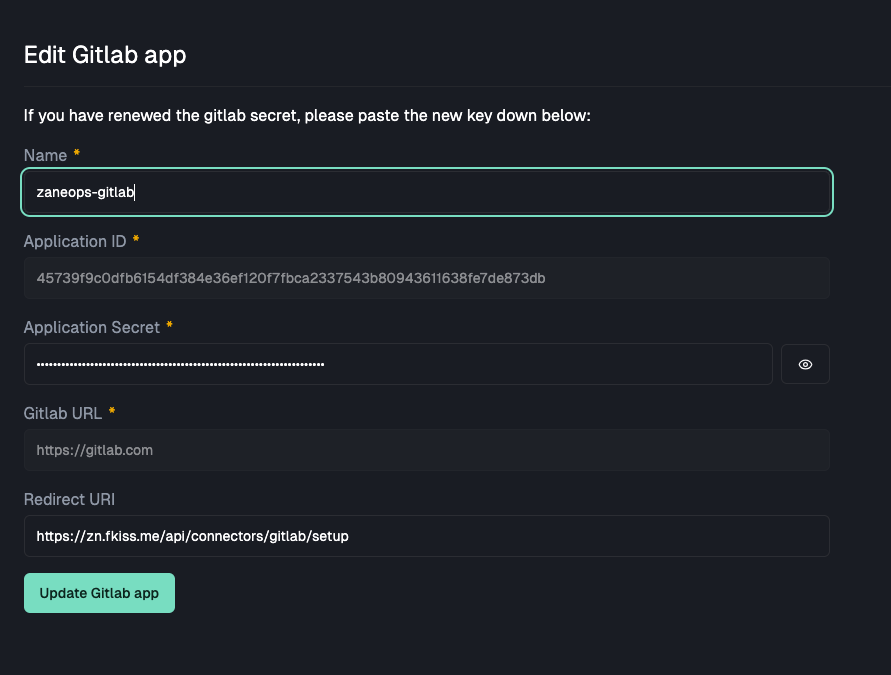 Edit Gitlab app
If you have renewed the gitlab secret, please paste the new key down below:
Name *
zaneops-gitlab
Application ID *
45739f9c0dfb6154df384e36ef120f7fbca2337543b80943611638fe7de873db
Application Secret *
••••••••••••••••••••••••••••••••••••••••••••••••••••••••••••••••••••••
Gitlab URL *
https://gitlab.com
Redirect URI
https://zn.fkiss.me/api/connectors/gitlab/setup
Update Gitlab app